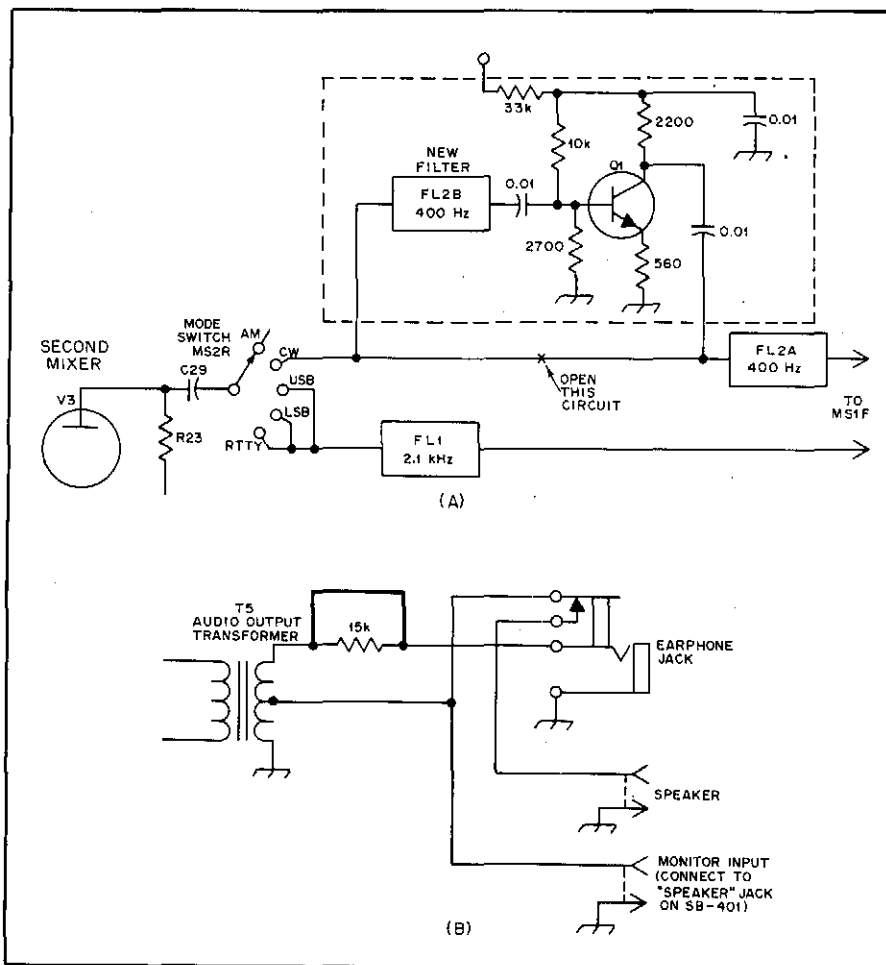 33k
0.01
2200
10k
Q1
NEW
FILTER
FL2B
400 Hz
0.01
0.01
2700
560
MODE
SWITCH
MS2R
AM
SECOND
MIXER
CW
C29
USB
V3
OPEN
THIS
CIRCUIT
FL2A
400 Hz
TO
MS1F
R23
LSB
RTTY
FL1
2.1 kHz
(A)
T5
AUDIO OUTPUT
TRANSFORMER
15k
EARPHONE
JACK
SPEAKER
MONITOR INPUT
(CONNECT TO
"SPEAKER" JACK
ON SB-401)
(B)